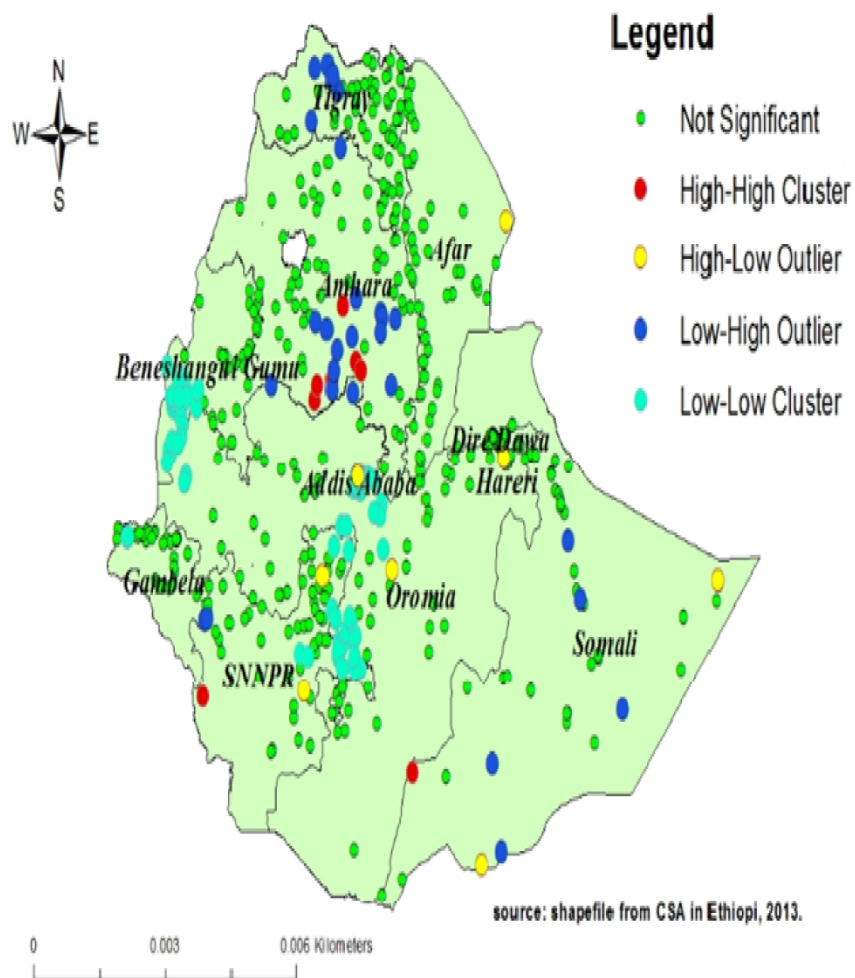 Legend
N
W E
S
Not Significant
High-High Cluster
High-Low Outlier
Low-High Outlier
Low-Low Cluster
Tigray
Afar
Amhara
Beneshangul Gumu
Dire Dawa
Addis Ababa
Hareri
Gambela
Oromia
Somali
SNNPR
source: shapefile from CSA in Ethiopi, 2013.
0 0.003 0.006 Kilometers